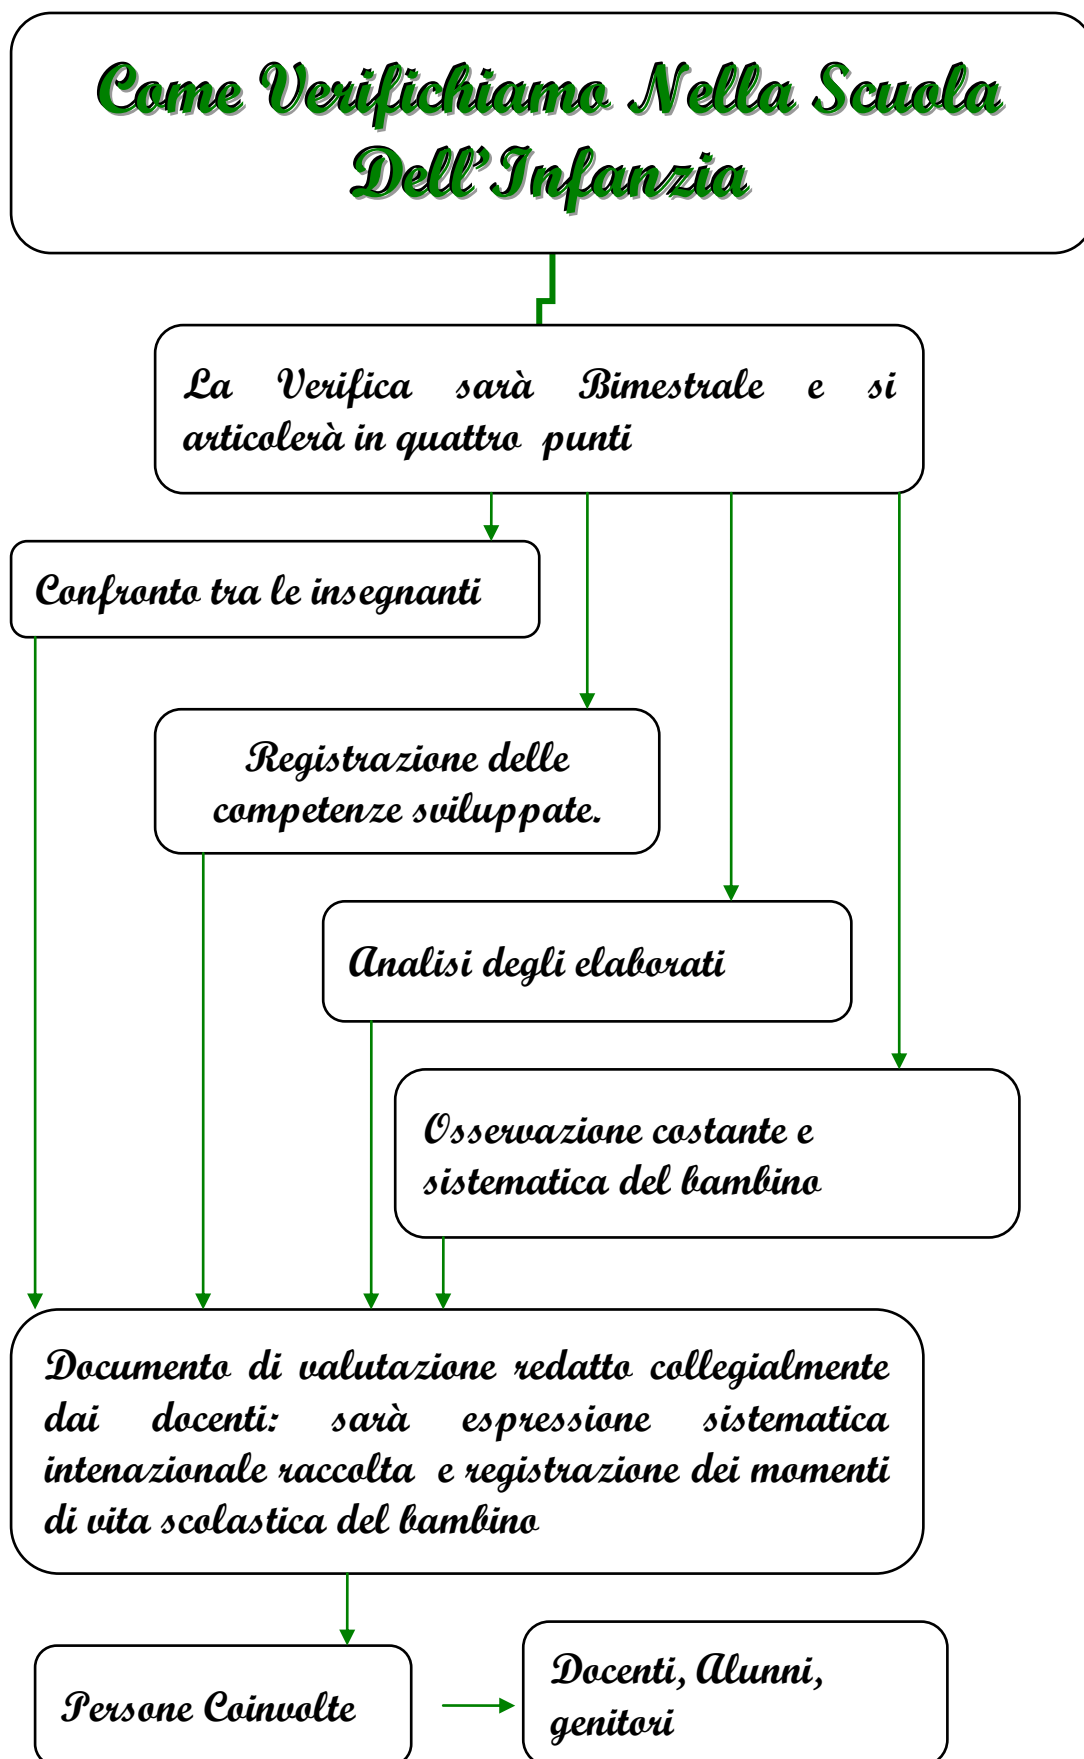 Come Verifichiamo Nella Scuola
Dell'Infanzia
La Verifica sarà Bimestrale e si
articolerà in quattro punti
Confronto tra le insegnanti
Registrazione delle
competenze sviluppate.
Analisi degli elaborati
Osservazione costante e
sistematica del bambino
Documento di valutazione redatto collegialmente
dai docenti: sarà espressione sistematica
intenazionale raccolta e registrazione dei momenti
di vita scolastica del bambino
Persone Coinvolte
Docenti, Alunni,
genitori